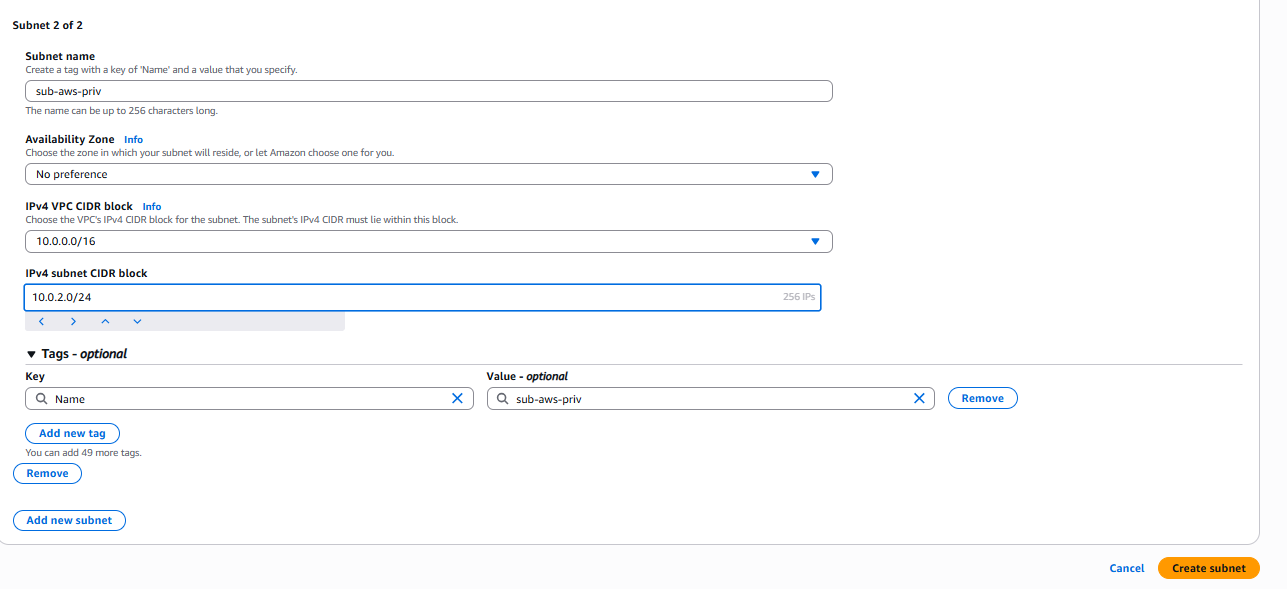 Subnet 2 of 2
Subnet name
Create a tag with a key of 'Name' and a value that you specify.
sub-aws-priv
The name can be up to 256 characters long.
Availability Zone Info
Choose the zone in which your subnet will reside, or let Amazon choose one for you.
No preference
IPv4 VPC CIDR block Info
Choose the VPC's IPv4 CIDR block for the subnet. The subnet's IPv4 CIDR must lie within this block.
10.0.0.0/16
IPv4 subnet CIDR block
10.0.2.0/24 256 IPs
Tags - optional
Key Value - optional
Name sub-aws-priv Remove
Add new tag
You can add 49 more tags.
Remove
Add new subnet
Cancel Create subnet